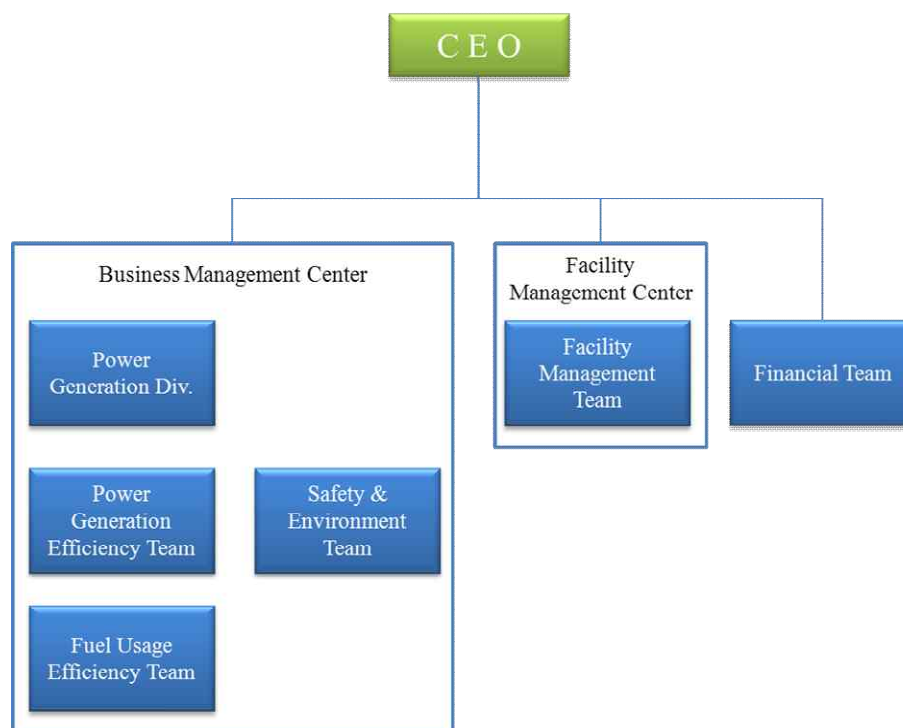 C E O
Business Management Center
Facility
Management Center
Power
Generation Div.
Facility
Management
Team
Financial Team
Power
Generation
Efficiency Team
Safety &
Environment
Team
Fuel Usage
Efficiency Team